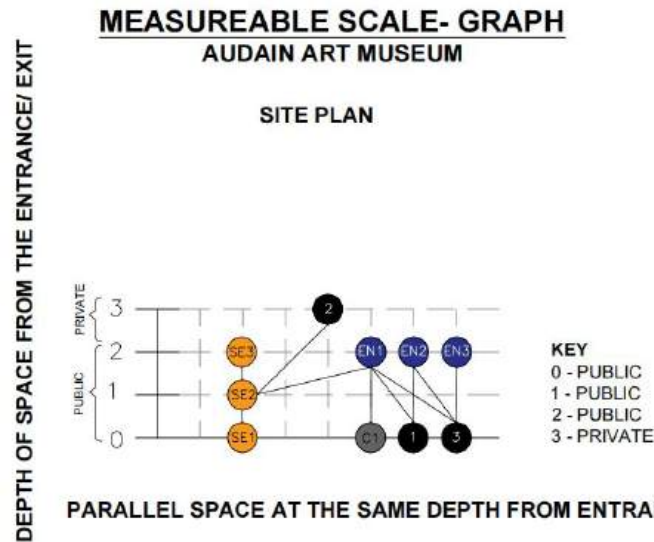 MEASUREABLE SCALE- GRAPH
AUDAIN ART MUSEUM
SITE PLAN
DEPTH OF SPACE FROM THE ENTRANCE/ EXIT
PRIVATE
PUBLIC
3
2
1
0
2
SE3
EN1
EN2
EN3
SE2
SE1
C1
1
3
KEY
0 - PUBLIC
1 - PUBLIC
2 - PUBLIC
3 - PRIVATE
PARALLEL SPACE AT THE SAME DEPTH FROM ENTRA